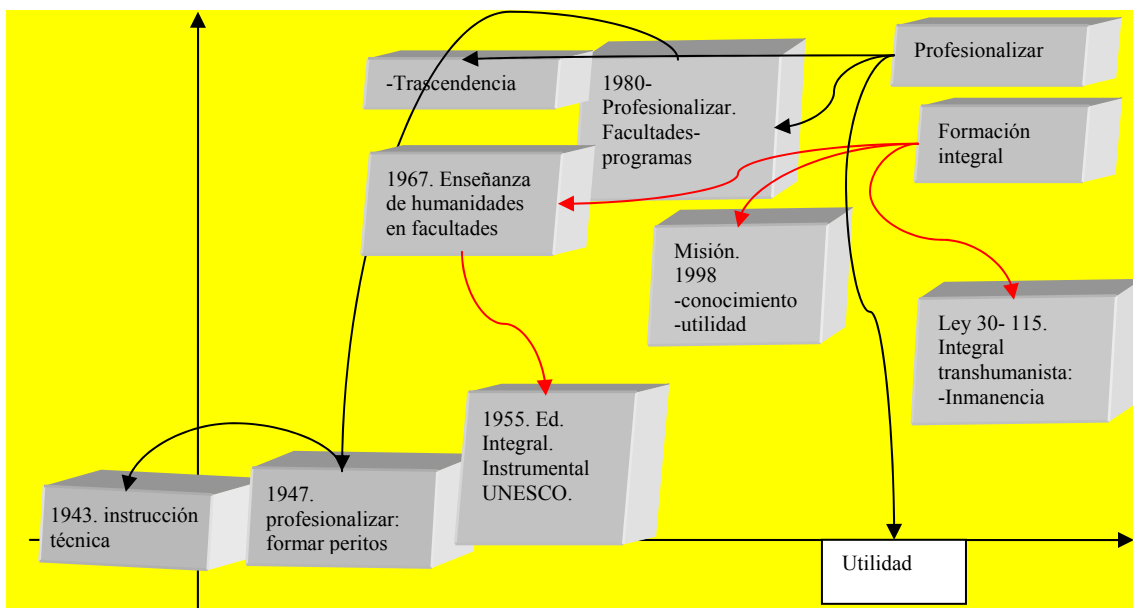 Profesionalizar
-Trascendencia
1980-
Profesionalizar.
Facultades-
programas
Formación
integral
1967. Enseñanza
de humanidades
en facultades
Misión.
1998
-conocimiento
-utilidad
Ley 30- 115.
Integral
transhumanista:
-Inmanencia
1955. Ed.
Integral.
Instrumental
UNESCO.
1943. instrucción
técnica
1947.
profesionalizar:
formar peritos
Utilidad